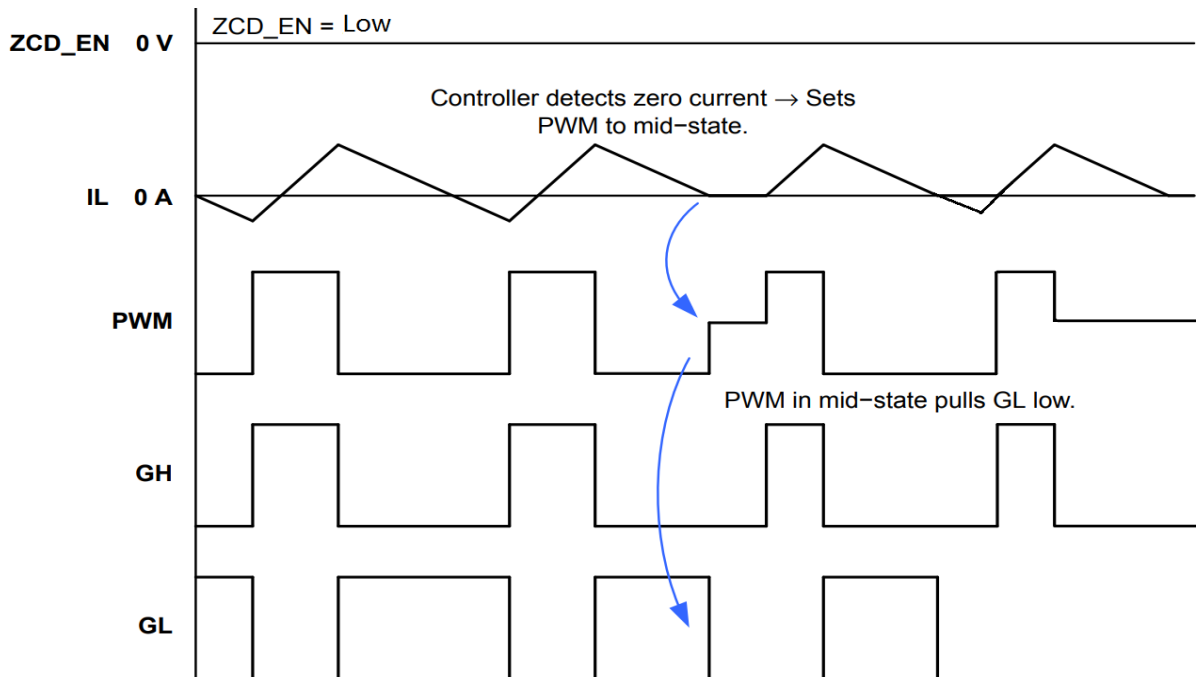 ZCD_EN = Low
ZCD_EN 0 V
Controller detects zero current → Sets
PWM to mid−state.
IL 0 A
PWM
PWM in mid−state pulls GL low.
GH
GL